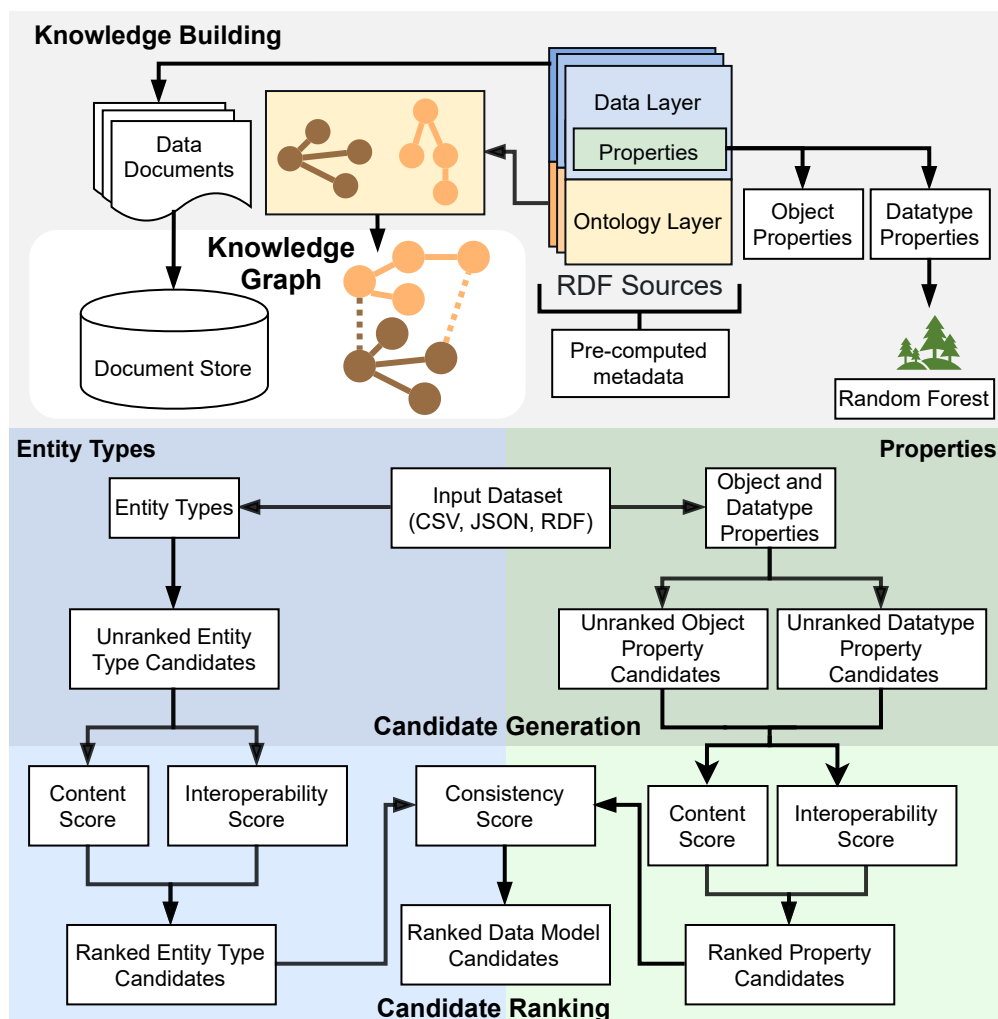 Knowledge Building
Data
Documents
Data Layer
Properties
Ontology Layer
Object
Properties
Datatype
Properties
Knowledge
Graph
RDF Sources
Document Store
Pre-computed
metadata
Random Forest
Entity Types
Properties
Entity Types
Input Dataset
(CSV, JSON, RDF)
Object and
Datatype
Properties
Unranked Entity
Type Candidates
Unranked Object
Property
Candidates
Unranked Datatype
Property
Candidates
Candidate Generation
Content
Score
Interoperability
Score
Consistency
Score
Content
Score
Interoperability
Score
Ranked Entity Type
Candidates
Ranked Data Model
Candidates
Ranked Property
Candidates
Candidate Ranking